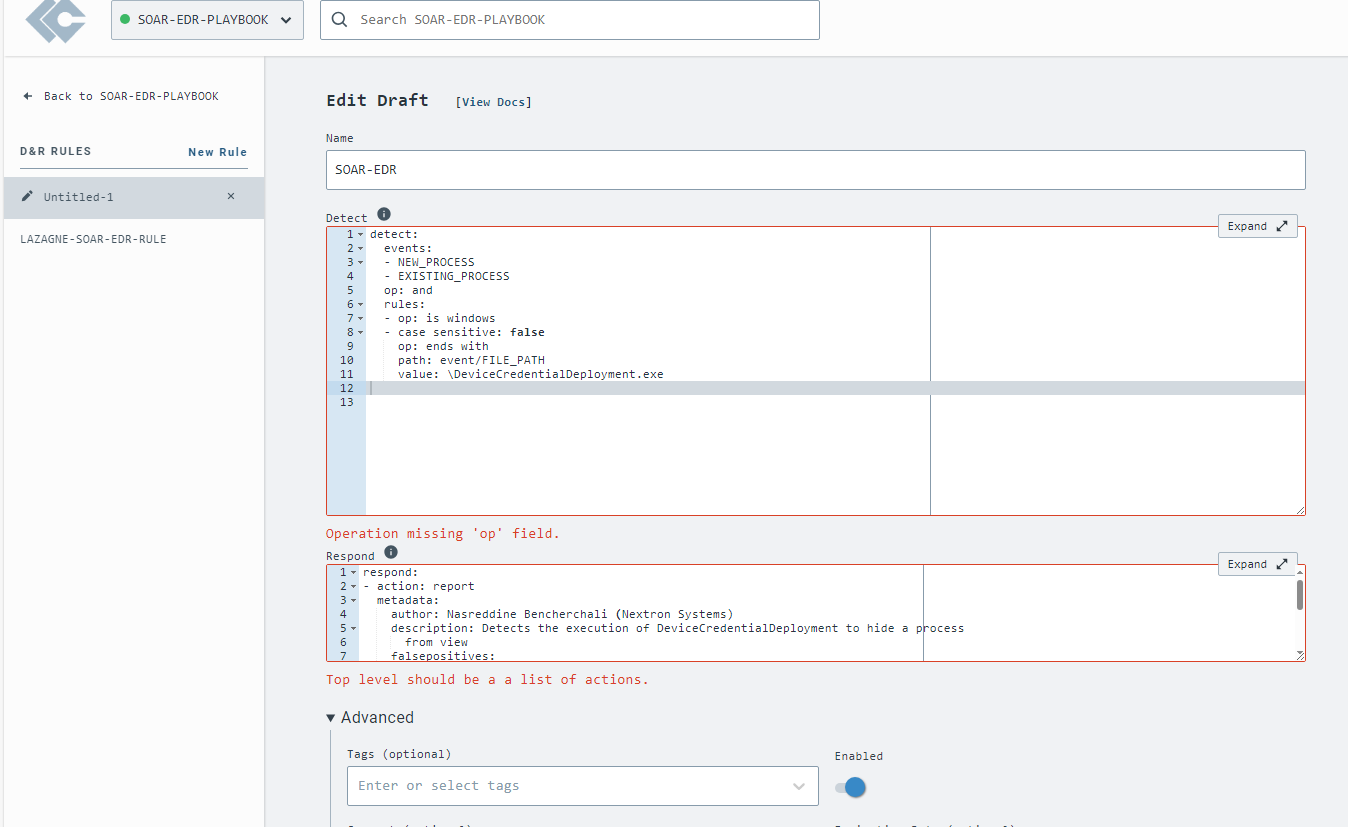 SOAR-EDR-PLAYBOOK
Search SOAR-EDR-PLAYBOOK
Back to SOAR-EDR-PLAYBOOK
D&R RULES New Rule
Untitled-1 ×
LAZAGNE-SOAR-EDR-RULE
Edit Draft [View Docs]
Name
SOAR-EDR
Detect
Expand
1 detect:
2 events:
3 - NEW_PROCESS
4 - EXISTING_PROCESS
5 op: and
6 rules:
7 - op: is windows
8 - case sensitive: false
9 op: ends with
10 path: event/FILE_PATH
11 value: \DeviceCredentialDeployment.exe
12
13
Operation missing 'op' field.
Respond
Expand
1 respond:
2 - action: report
3 metadata:
4 author: Nasreddine Bencherchali (Nextron Systems)
5 description: Detects the execution of DeviceCredentialDeployment to hide a process
6 from view
7 falsepositives:
Top level should be a a list of actions.
Advanced
Tags (optional)
Enter or select tags
Enabled